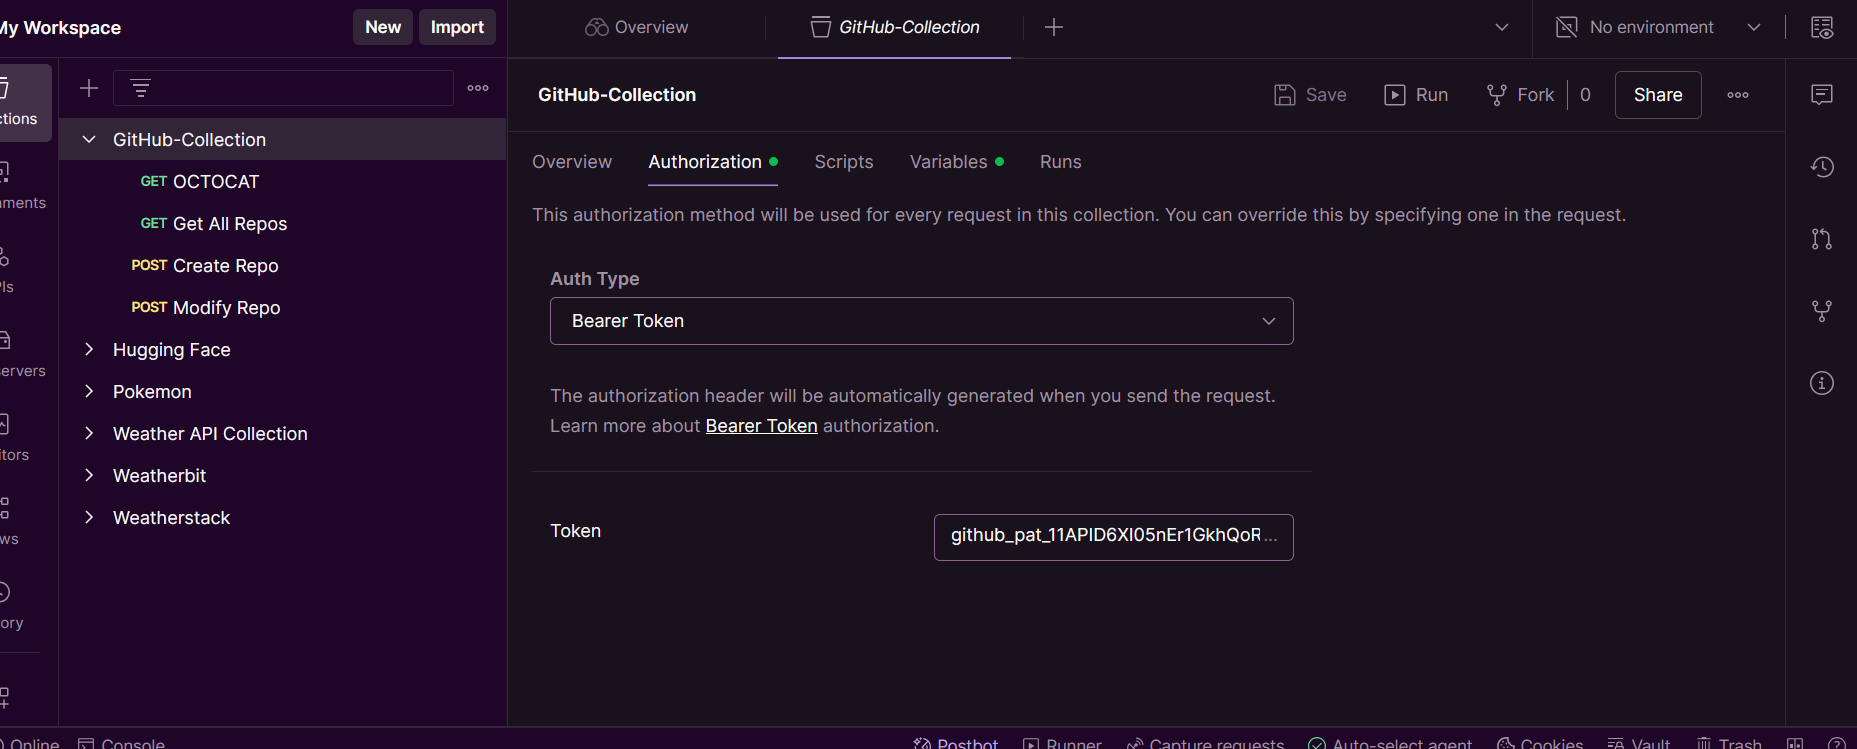 My Workspace
New
Import
Overview
GitHub-Collection
No environment
GitHub-Collection
Save
Run
Fork
0
Share
Overview
Authorization
Scripts
Variables
Runs
This authorization method will be used for every request in this collection. You can override this by specifying one in the request.
Auth Type
Bearer Token
The authorization header will be automatically generated when you send the request.
Learn more about Bearer Token authorization.
Token
github_pat_11APID6XI05nEr1GkhQoR...
ctions
nments
PIs
servers
itors
ws
ory
GitHub-Collection
GET OCTOCAT
GET Get All Repos
POST Create Repo
POST Modify Repo
Hugging Face
Pokemon
Weather API Collection
Weatherbit
Weatherstack
Online
Console
Postbot
Runner
Capture requests
Auto-select agent
Cookies
Vault
Trash